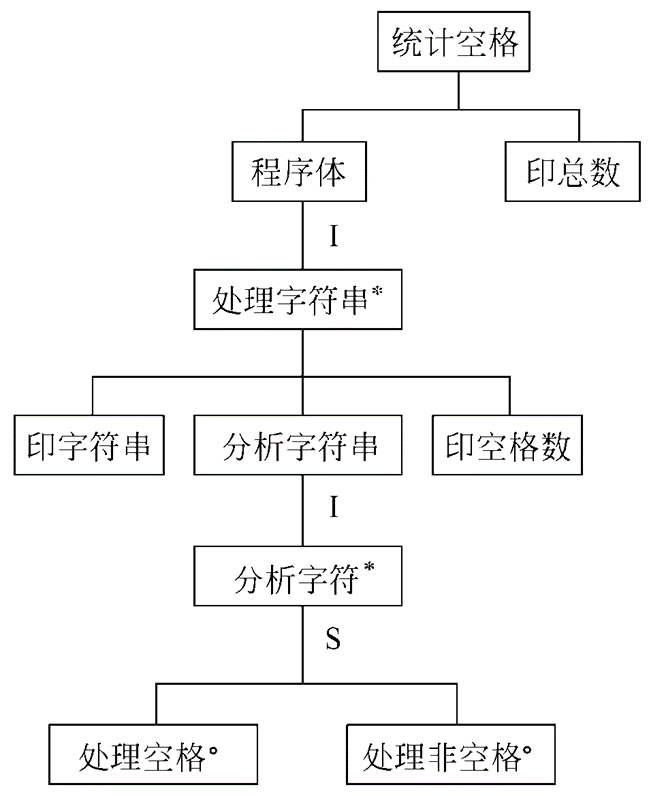 统计空格
程序体
印总数
I
处理字符串*
印字符串
分析字符串
印空格数
I
分析字符*
S
处理空格°
处理非空格°